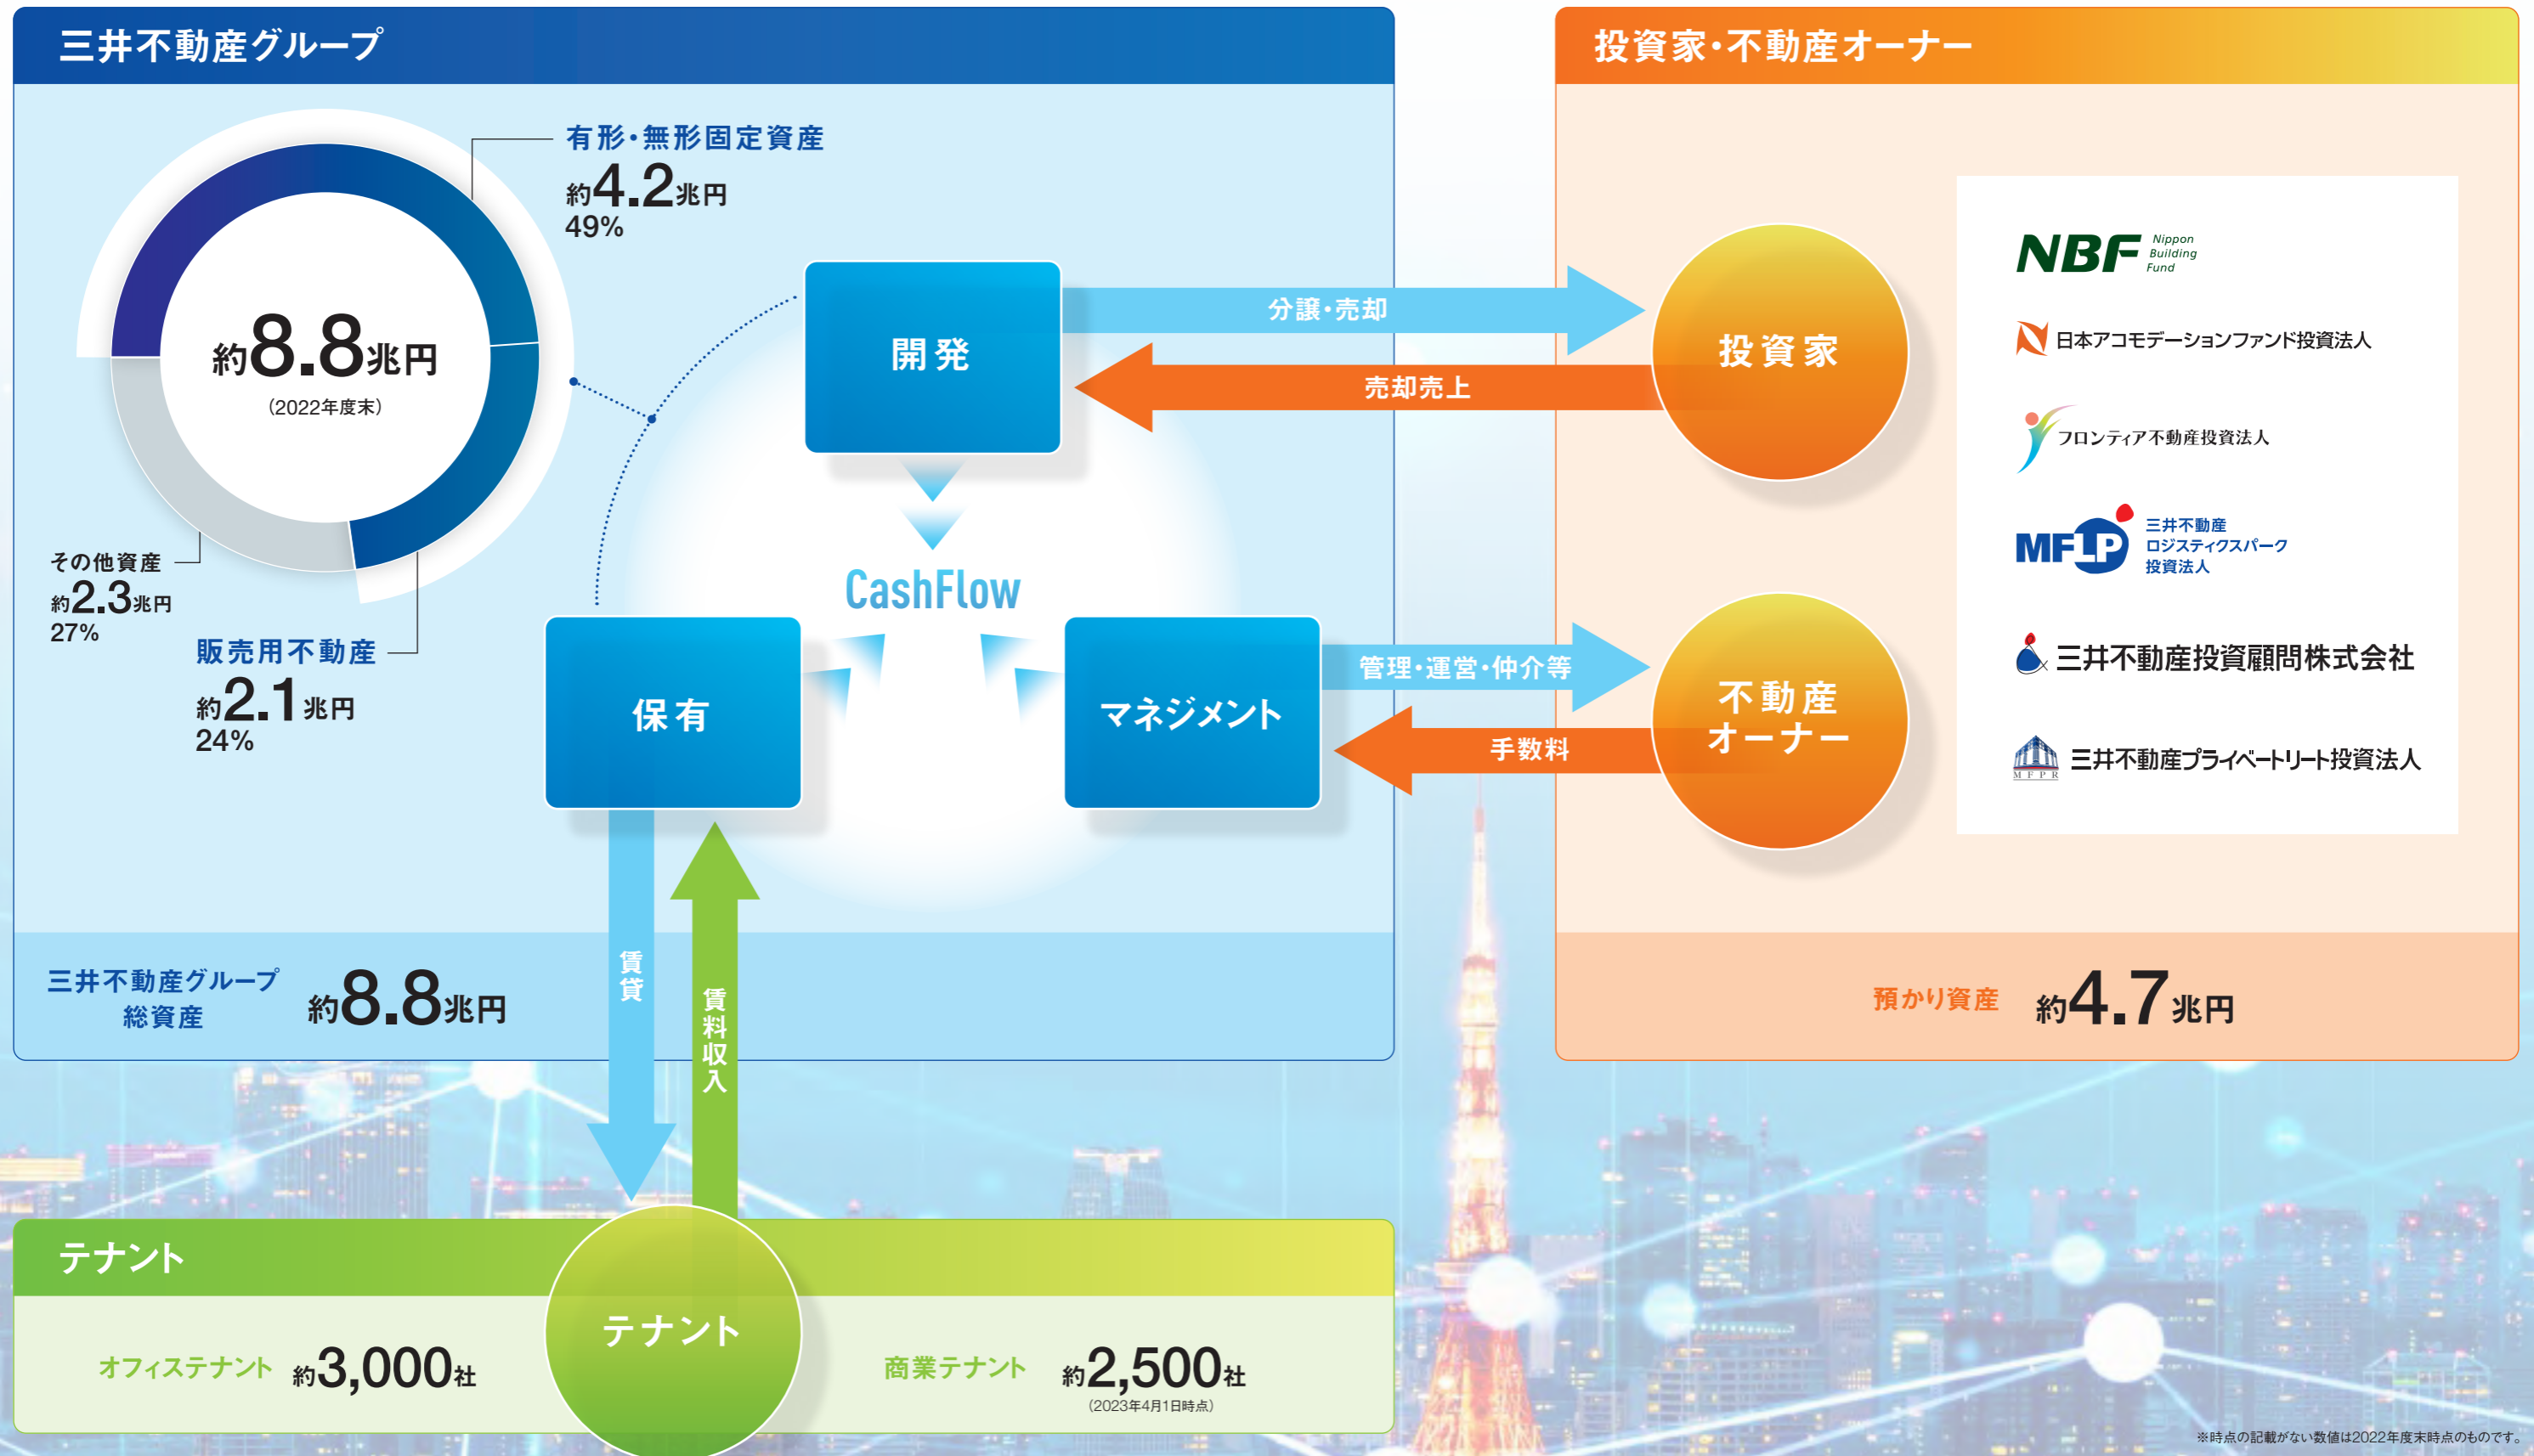 三井不動産グループ
有形・無形固定資産
約4.2兆円
49%
約8.8兆円
(2022年度末)
その他資産
約2.3兆円
27%
販売用不動産
約2.1兆円
24%
開発
CashFlow
保有
マネジメント
分譲・売却
売却売上
管理・運営・仲介等
手数料
三井不動産グループ
総資産
約8.8兆円
賃貸
賃料収入
投資家・不動産オーナー
投資家
不動産
オーナー
NBF
Nippon
Building
Fund
日本アコモデーションファンド投資法人
フロンティア不動産投資法人
MFLP
三井不動産
ロジスティクスパーク
投資法人
三井不動産投資顧問株式会社
MFPR
三井不動産プライベートリート投資法人
預かり資産
約4.7兆円
テナント
オフィステナント 約3,000社
テナント
商業テナント 約2,500社
(2023年4月1日時点)
※時点の記載がない数値は2022年度末時点のものです。